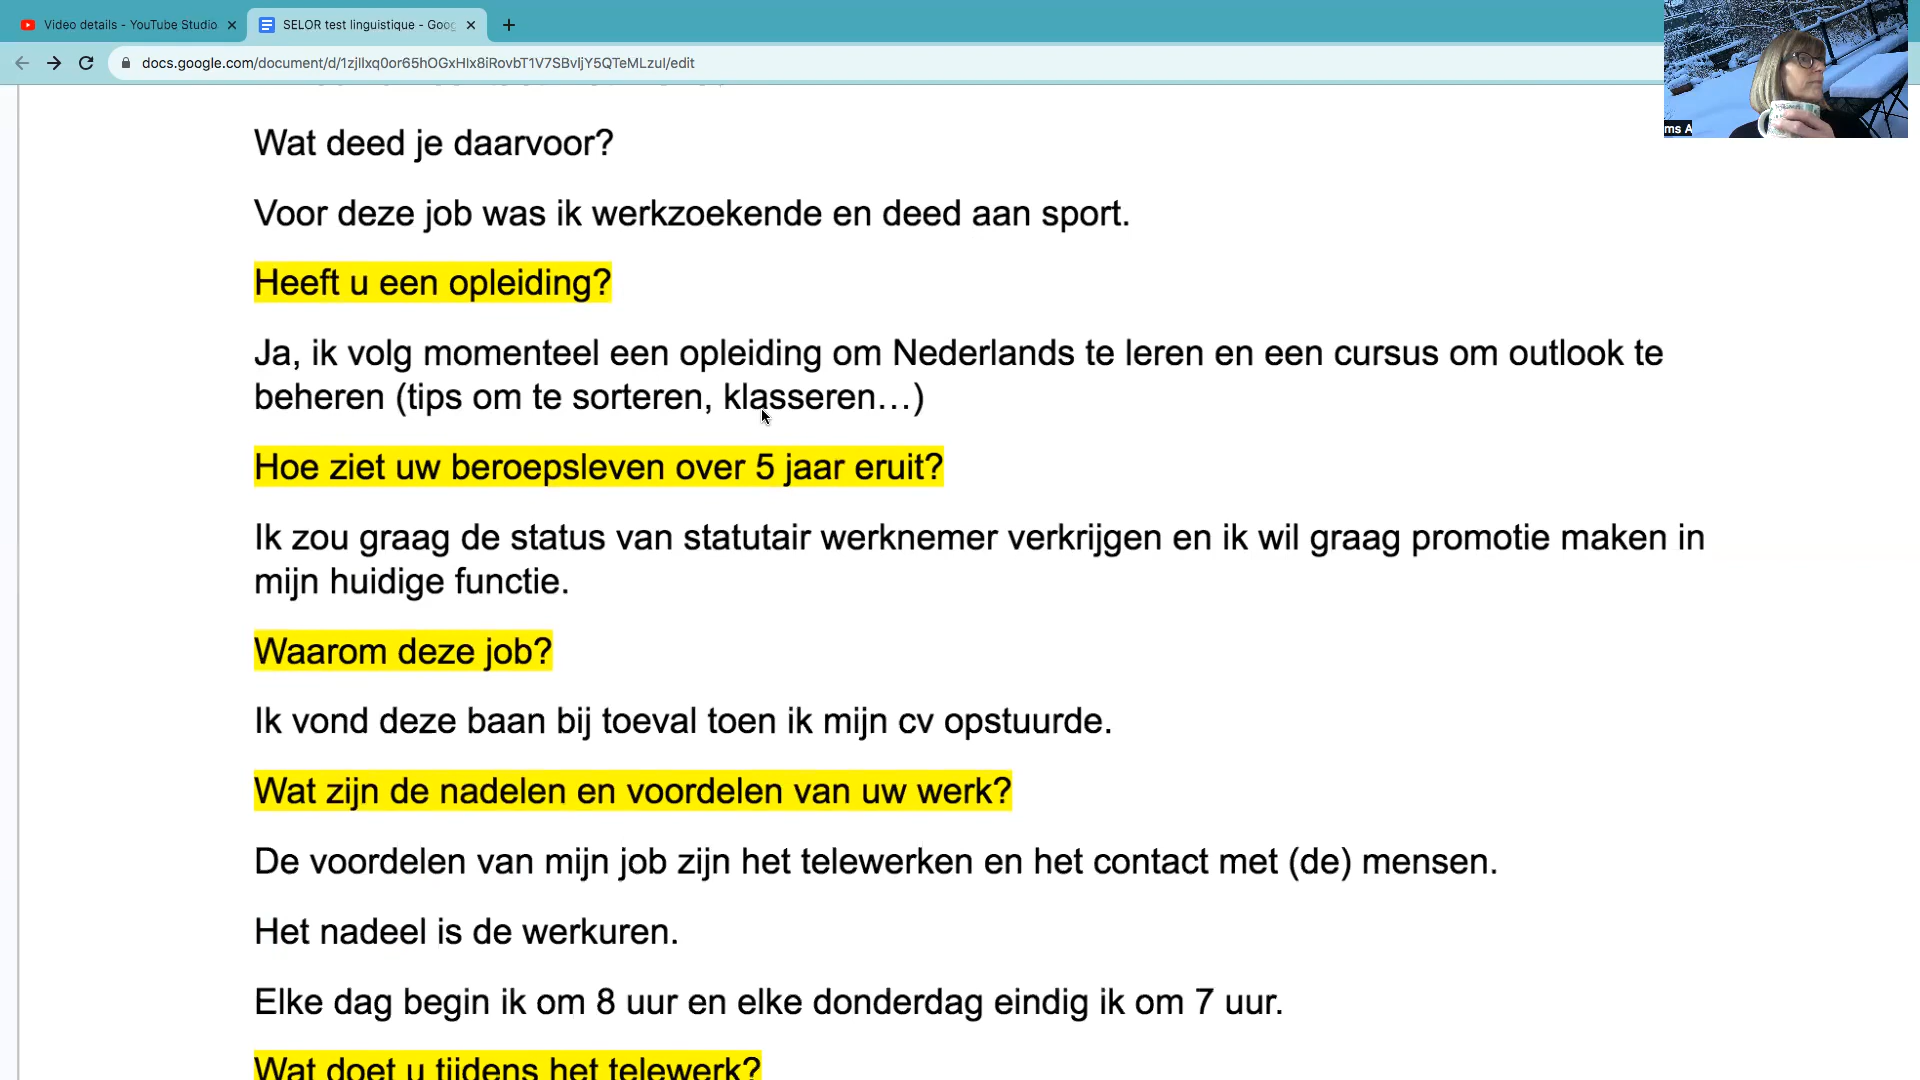 Video details - YouTube Studio
SELOR test linguistique - Goog
docs.google.com/document/d/1zjIlxq0or65hOGxHlx8iRovbT1V7SBvIjY5QTeMLzuI/edit
ms A
Wat deed je daarvoor?
Voor deze job was ik werkzoekende en deed aan sport.
Heeft u een opleiding?
Ja, ik volg momenteel een opleiding om Nederlands te leren en een cursus om outlook te
beheren (tips om te sorteren, klasseren…)
Hoe ziet uw beroepsleven over 5 jaar eruit?
Ik zou graag de status van statutair werknemer verkrijgen en ik wil graag promotie maken in
mijn huidige functie.
Waarom deze job?
Ik vond deze baan bij toeval toen ik mijn cv opstuurde.
Wat zijn de nadelen en voordelen van uw werk?
De voordelen van mijn job zijn het telewerken en het contact met (de) mensen.
Het nadeel is de werkuren.
Elke dag begin ik om 8 uur en elke donderdag eindig ik om 7 uur.
Wat doet u tijdens het telewerk?